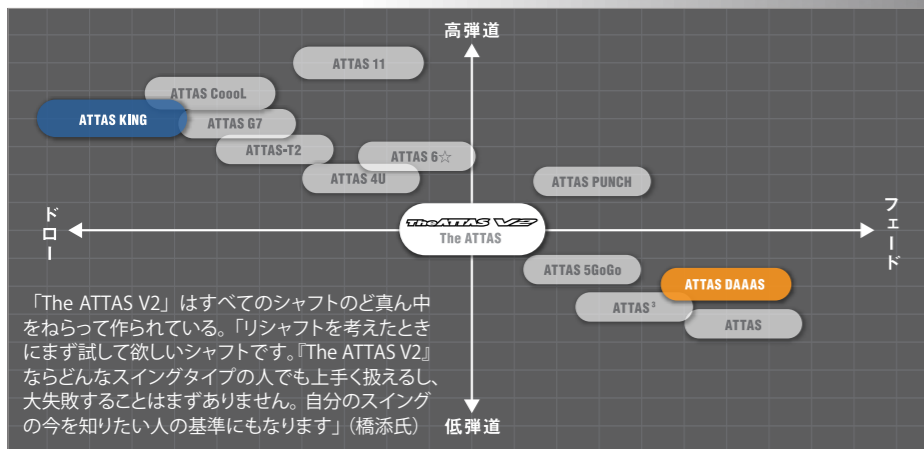 高弾道
ATTAS 11
ATTAS CoooL
ATTAS KING
ATTAS G7
ATTAS-T2
ATTAS 6☆
ATTAS 4U
ATTAS PUNCH
ドロー
The ATTAS V2
The ATTAS
フェード
ATTAS 5GoGo
ATTAS DAAAS
ATTAS³
ATTAS
「The ATTAS V2」はすべてのシャフトのど真ん中
をねらって作られている。「リシャフトを考えたとき
にまず試して欲しいシャフトです。『The ATTAS V2』
ならどんなスイングタイプの人でも上手く扱えるし、
大失敗することはまずありません。自分のスイング
の今を知りたい人の基準にもなります」（橋添氏）
低弾道